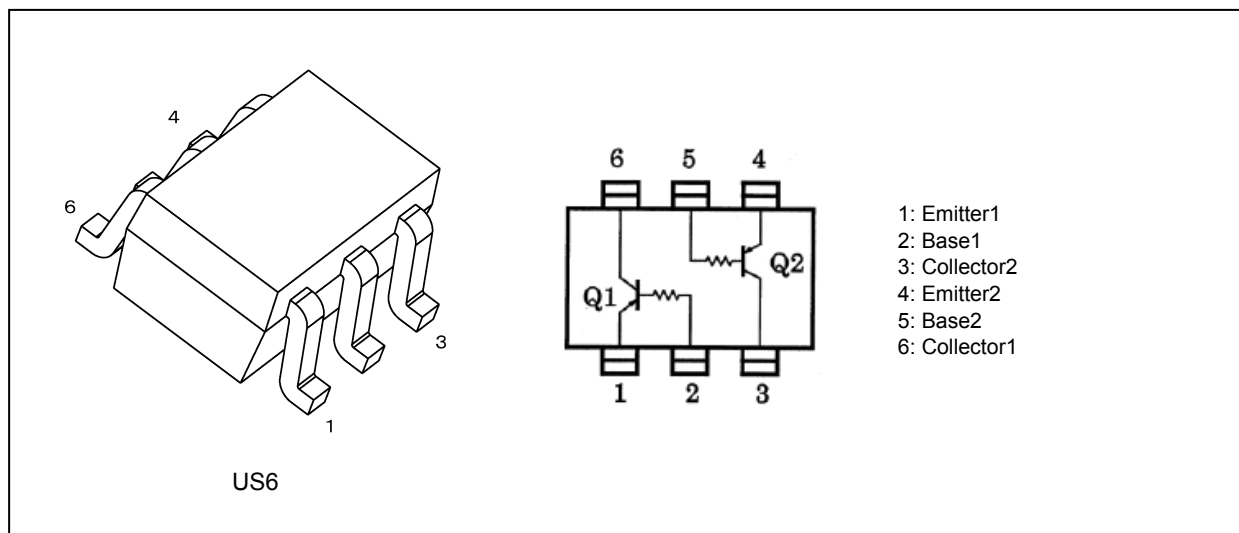 4
6
3
1
US6
6 5 4
Q1
Q2
1 2 3
1: Emitter1
2: Base1
3: Collector2
4: Emitter2
5: Base2
6: Collector1